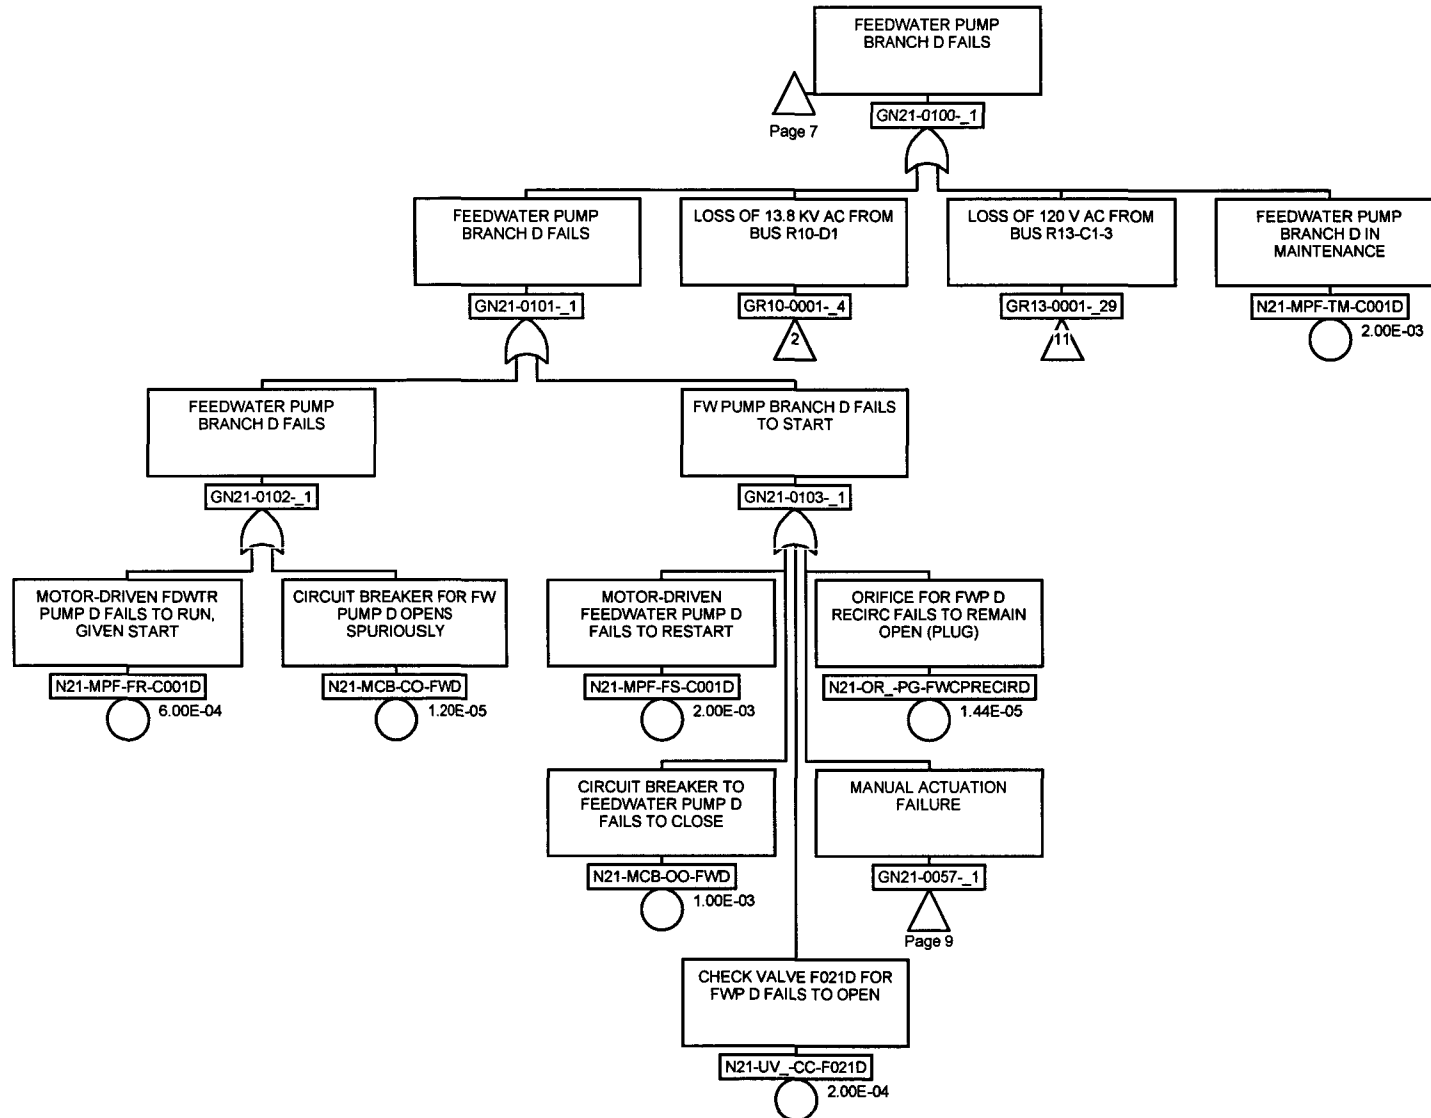 FEEDWATER PUMP
BRANCH D FAILS
Page 7
GN21-0100-_1
FEEDWATER PUMP
BRANCH D FAILS
GN21-0101-_1
LOSS OF 13.8 KV AC FROM
BUS R10-D1
GR10-0001-_4
2
LOSS OF 120 V AC FROM
BUS R13-C1-3
GR13-0001-_29
11
FEEDWATER PUMP
BRANCH D IN
MAINTENANCE
N21-MPF-TM-C001D
2.00E-03
FEEDWATER PUMP
BRANCH D FAILS
GN21-0102-_1
FW PUMP BRANCH D FAILS
TO START
GN21-0103-_1
MOTOR-DRIVEN FDWTR
PUMP D FAILS TO RUN,
GIVEN START
N21-MPF-FR-C001D
6.00E-04
CIRCUIT BREAKER FOR FW
PUMP D OPENS
SPURIOUSLY
N21-MCB-CO-FWD
1.20E-05
MOTOR-DRIVEN
FEEDWATER PUMP D
FAILS TO RESTART
N21-MPF-FS-C001D
2.00E-03
ORIFICE FOR FWP D
RECIRC FAILS TO REMAIN
OPEN (PLUG)
N21-OR_-PG-FWCPRECIRD
1.44E-05
CIRCUIT BREAKER TO
FEEDWATER PUMP D
FAILS TO CLOSE
N21-MCB-OO-FWD
1.00E-03
MANUAL ACTUATION
FAILURE
GN21-0057-_1
Page 9
CHECK VALVE F021D FOR
FWP D FAILS TO OPEN
N21-UV_-CC-F021D
2.00E-04